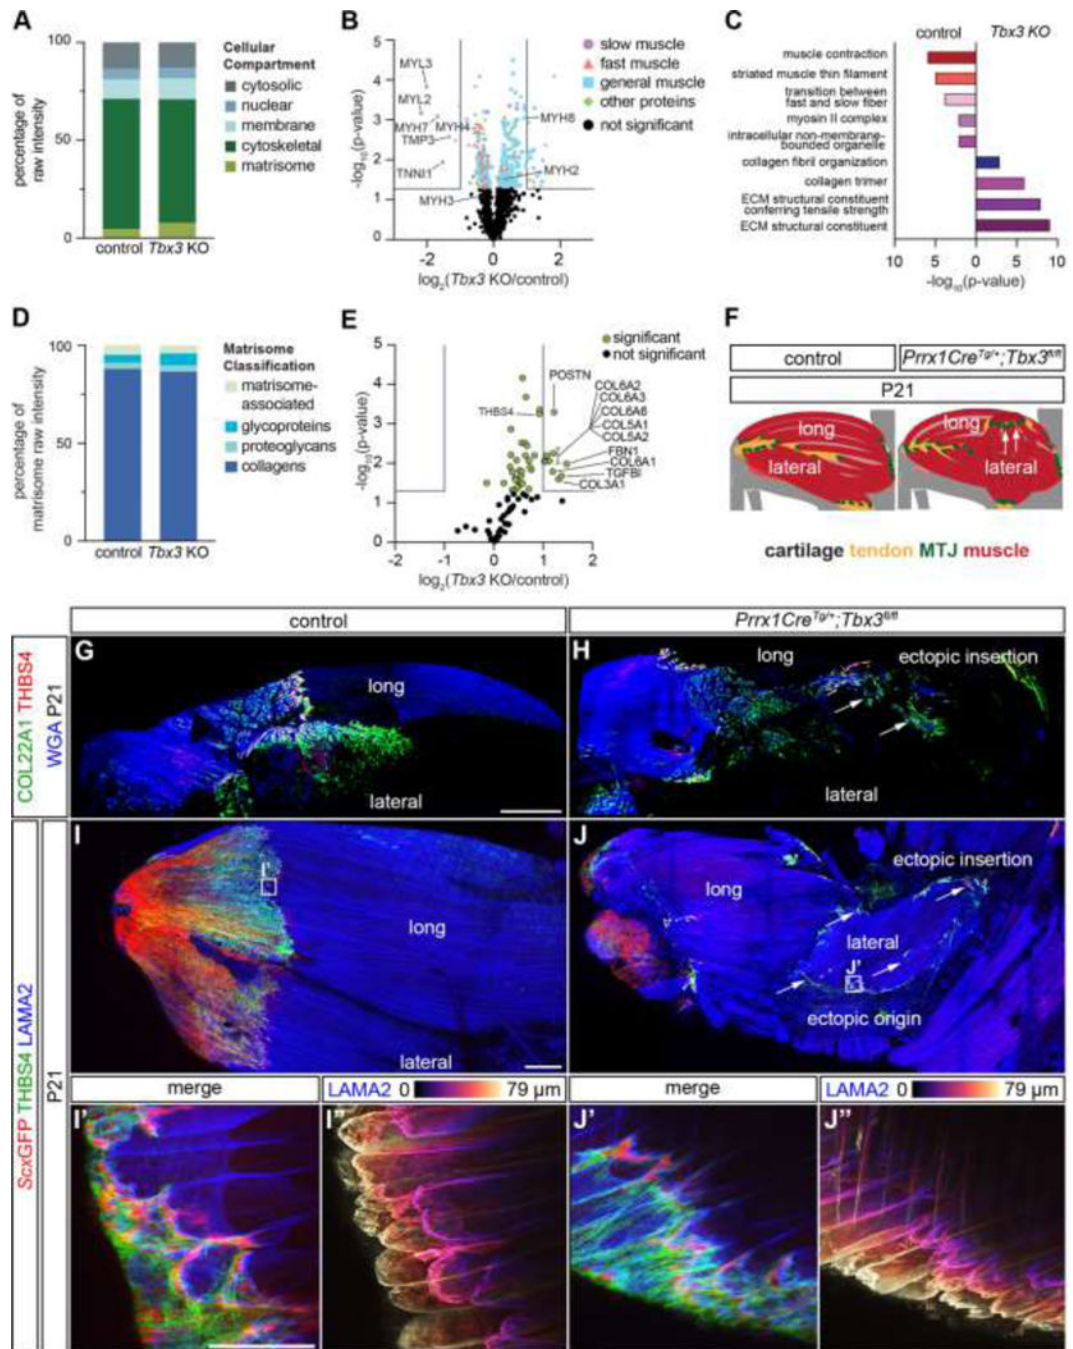 A
percentage of
raw intensity
100
50
0
control Tbx3 KO
Cellular
Compartment
cytosolic
nuclear
membrane
cytoskeletal
matrisome
B
-log10(p-value)
5
4
3
2
1
0
-2
0
2
log2(Tbx3 KO/control)
MYL3
MYL2
MYH7
MYH4
TMP3
TNNI1
MYH3
MYH8
MYH2
slow muscle
fast muscle
general muscle
other proteins
not significant
C
control
Tbx3 KO
muscle contraction
striated muscle thin filament
transition between
fast and slow fiber
myosin II complex
intracellular non-membrane-
bounded organelle
collagen fibril organization
collagen trimer
ECM structural constituent
conferring tensile strength
ECM structural constituent
10 5 0 5 10
-log10(p-value)
D
percentage of
matrisome raw intensity
100
50
0
control Tbx3 KO
Matrisome
Classification
matrisome-
associated
glycoproteins
proteoglycans
collagens
E
-log10(p-value)
5
4
3
2
1
0
-2 -1 0 1 2
log2(Tbx3 KO/control)
significant
not significant
POSTN
THBS4
COL6A2
COL6A3
COL6A6
COL5A1
COL5A2
FBN1
COL6A1
TGFBI
COL3A1
F
control
Prrx1CreTg/+;Tbx3fl/fl
P21
long
lateral
long
lateral
cartilage tendon MTJ muscle
control
Prrx1CreTg/+;Tbx3fl/fl
COL22A1 THBS4
WGA P21
G
long
lateral
H
long
ectopic insertion
lateral
ScxGFP THBS4 LAMA2
P21
I
I'
long
lateral
J
long
ectopic insertion
lateral
J'
ectopic origin
merge
LAMA2 0 79 μm
merge
LAMA2 0 79 μm
I'
I"
J'
J"